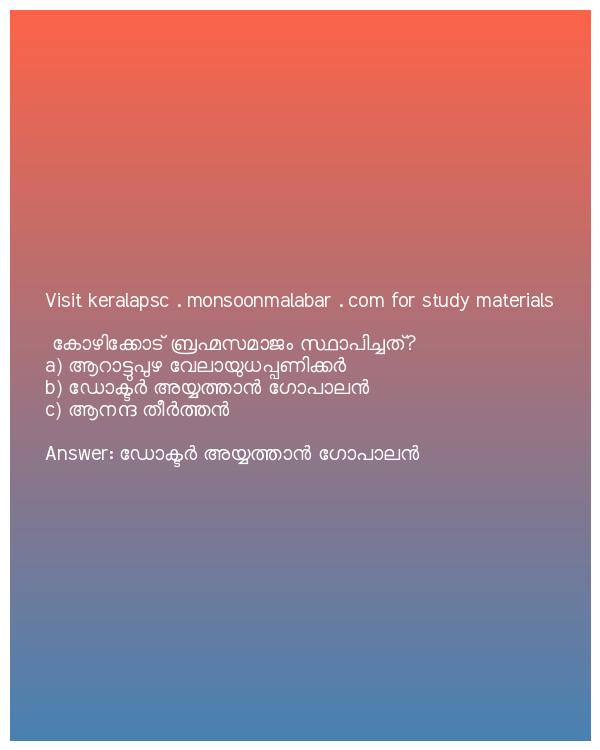 Visit keralapsc . monsoonmalabar . com for study materials
കോഴിക്കോട് ബ്രഹ്മസമാജം സ്ഥാപിച്ചത്?
a) ആറാട്ടുപുഴ വേലായുധപ്പണിക്കർ
b) ഡോക്ടർ അയ്യത്താൻ ഗോപാലൻ
c) ആനന്ദ തീർത്തൻ
Answer: ഡോക്ടർ അയ്യത്താൻ ഗോപാലൻ